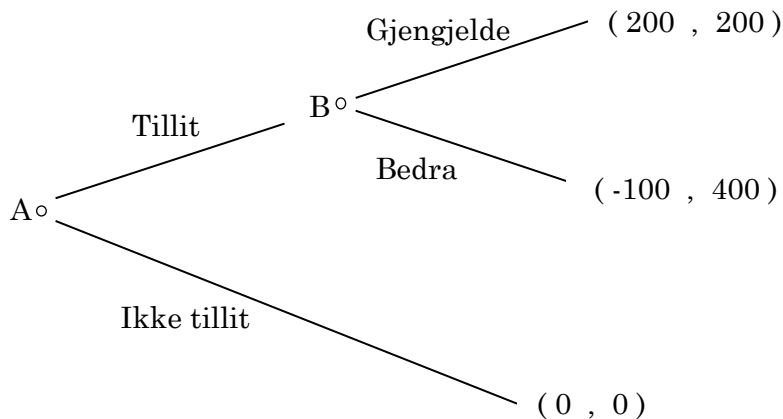 Gjengjelde
( 200 , 200)
B
Tillit
Bedra
( -100 , 400)
A
Ikke tillit
(0 , 0)